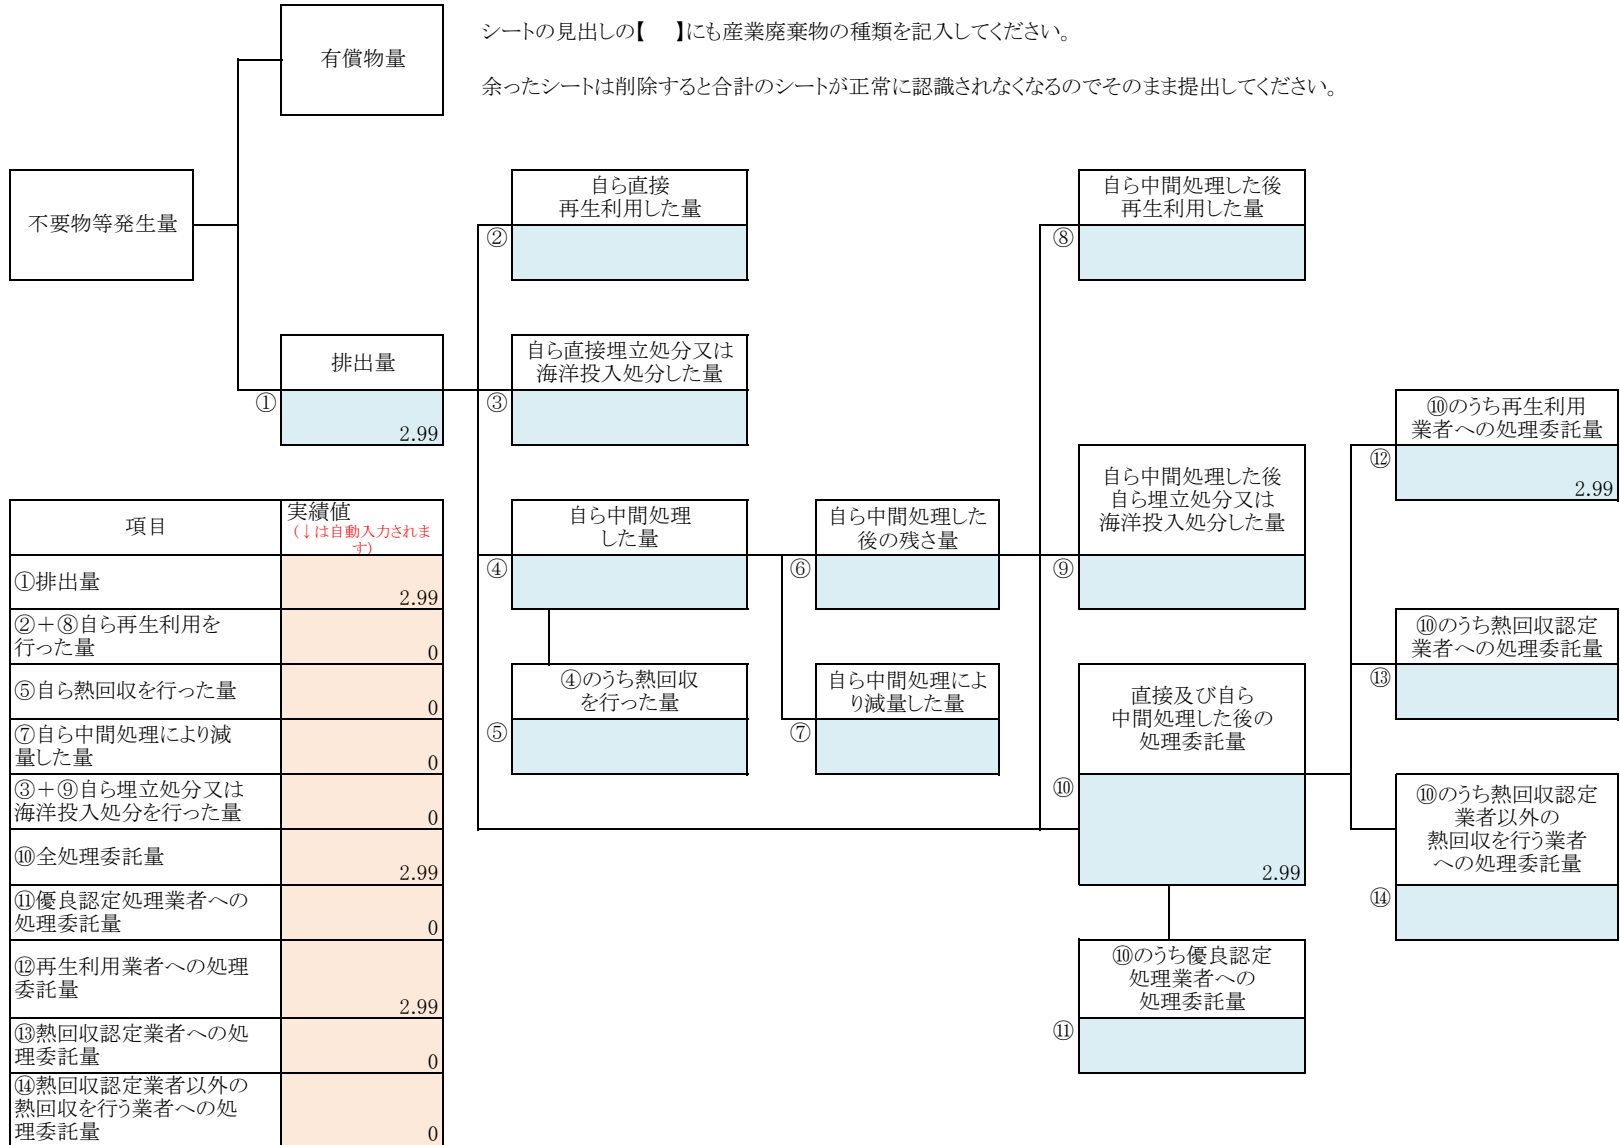 シートの見出しの【　】にも産業廃棄物の種類を記入してください。
余ったシートは削除すると合計のシートが正常に認識されなくなるのでそのまま提出してください。
有償物量
不要物等発生量
自ら直接
再生利用した量
②
自ら中間処理した後
再生利用した量
⑧
排出量
①
2.99
自ら直接埋立処分又は
海洋投入処分した量
③
⑩のうち再生利用
業者への処理委託量
⑫
2.99
自ら中間処理した後
自ら埋立処分又は
海洋投入処分した量
⑨
自ら中間処理
した量
④
自ら中間処理した
後の残さ量
⑥
⑩のうち熱回収認定
業者への処理委託量
⑬
④のうち熱回収
を行った量
⑤
自ら中間処理によ
り減量した量
⑦
直接及び自ら
中間処理した後の
処理委託量
⑩
2.99
⑩のうち熱回収認定
業者以外の
熱回収を行う業者
への処理委託量
⑭
⑩のうち優良認定
処理業者への
処理委託量
⑪
項目
実績値
(↓は自動入力されま
す)
①排出量
2.99
②＋⑧自ら再生利用を
行った量
0
⑤自ら熱回収を行った量
0
⑦自ら中間処理により減
量した量
0
③＋⑨自ら埋立処分又は
海洋投入処分を行った量
0
⑩全処理委託量
2.99
⑪優良認定処理業者への
処理委託量
0
⑫再生利用業者への処理
委託量
2.99
⑬熱回収認定業者への処
理委託量
0
⑭熱回収認定業者以外の
熱回収を行う業者への処
理委託量
0